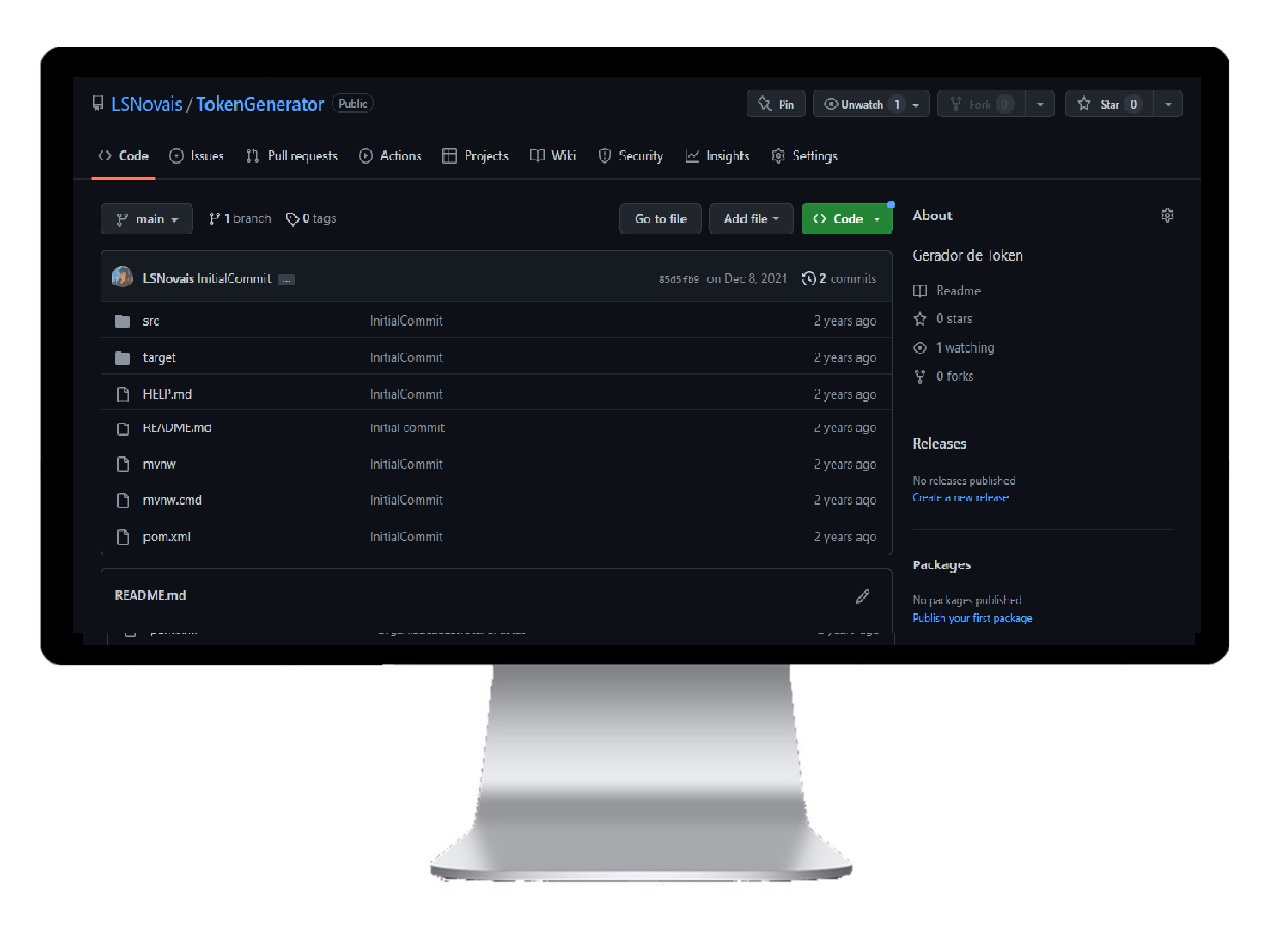 LSNovais / TokenGenerator Public Pin Unwatch 1 Fork 0 Star 0
Code Issues Pull requests Actions Projects Wiki Security Insights Settings
main 1 branch 0 tags Go to file Add file Code
LSNovais InitialCommit ... 85d5fb9 on Dec 8, 2021 2 commits
src InitialCommit 2 years ago
target InitialCommit 2 years ago
HELP.md InitialCommit 2 years ago
README.md Initial commit 2 years ago
mvnw InitialCommit 2 years ago
mvnw.cmd InitialCommit 2 years ago
pom.xml InitialCommit 2 years ago
README.md
About
Gerador de Token
Readme
0 stars
1 watching
0 forks
Releases
No releases published
Create a new release
Packages
No packages published
Publish your first package